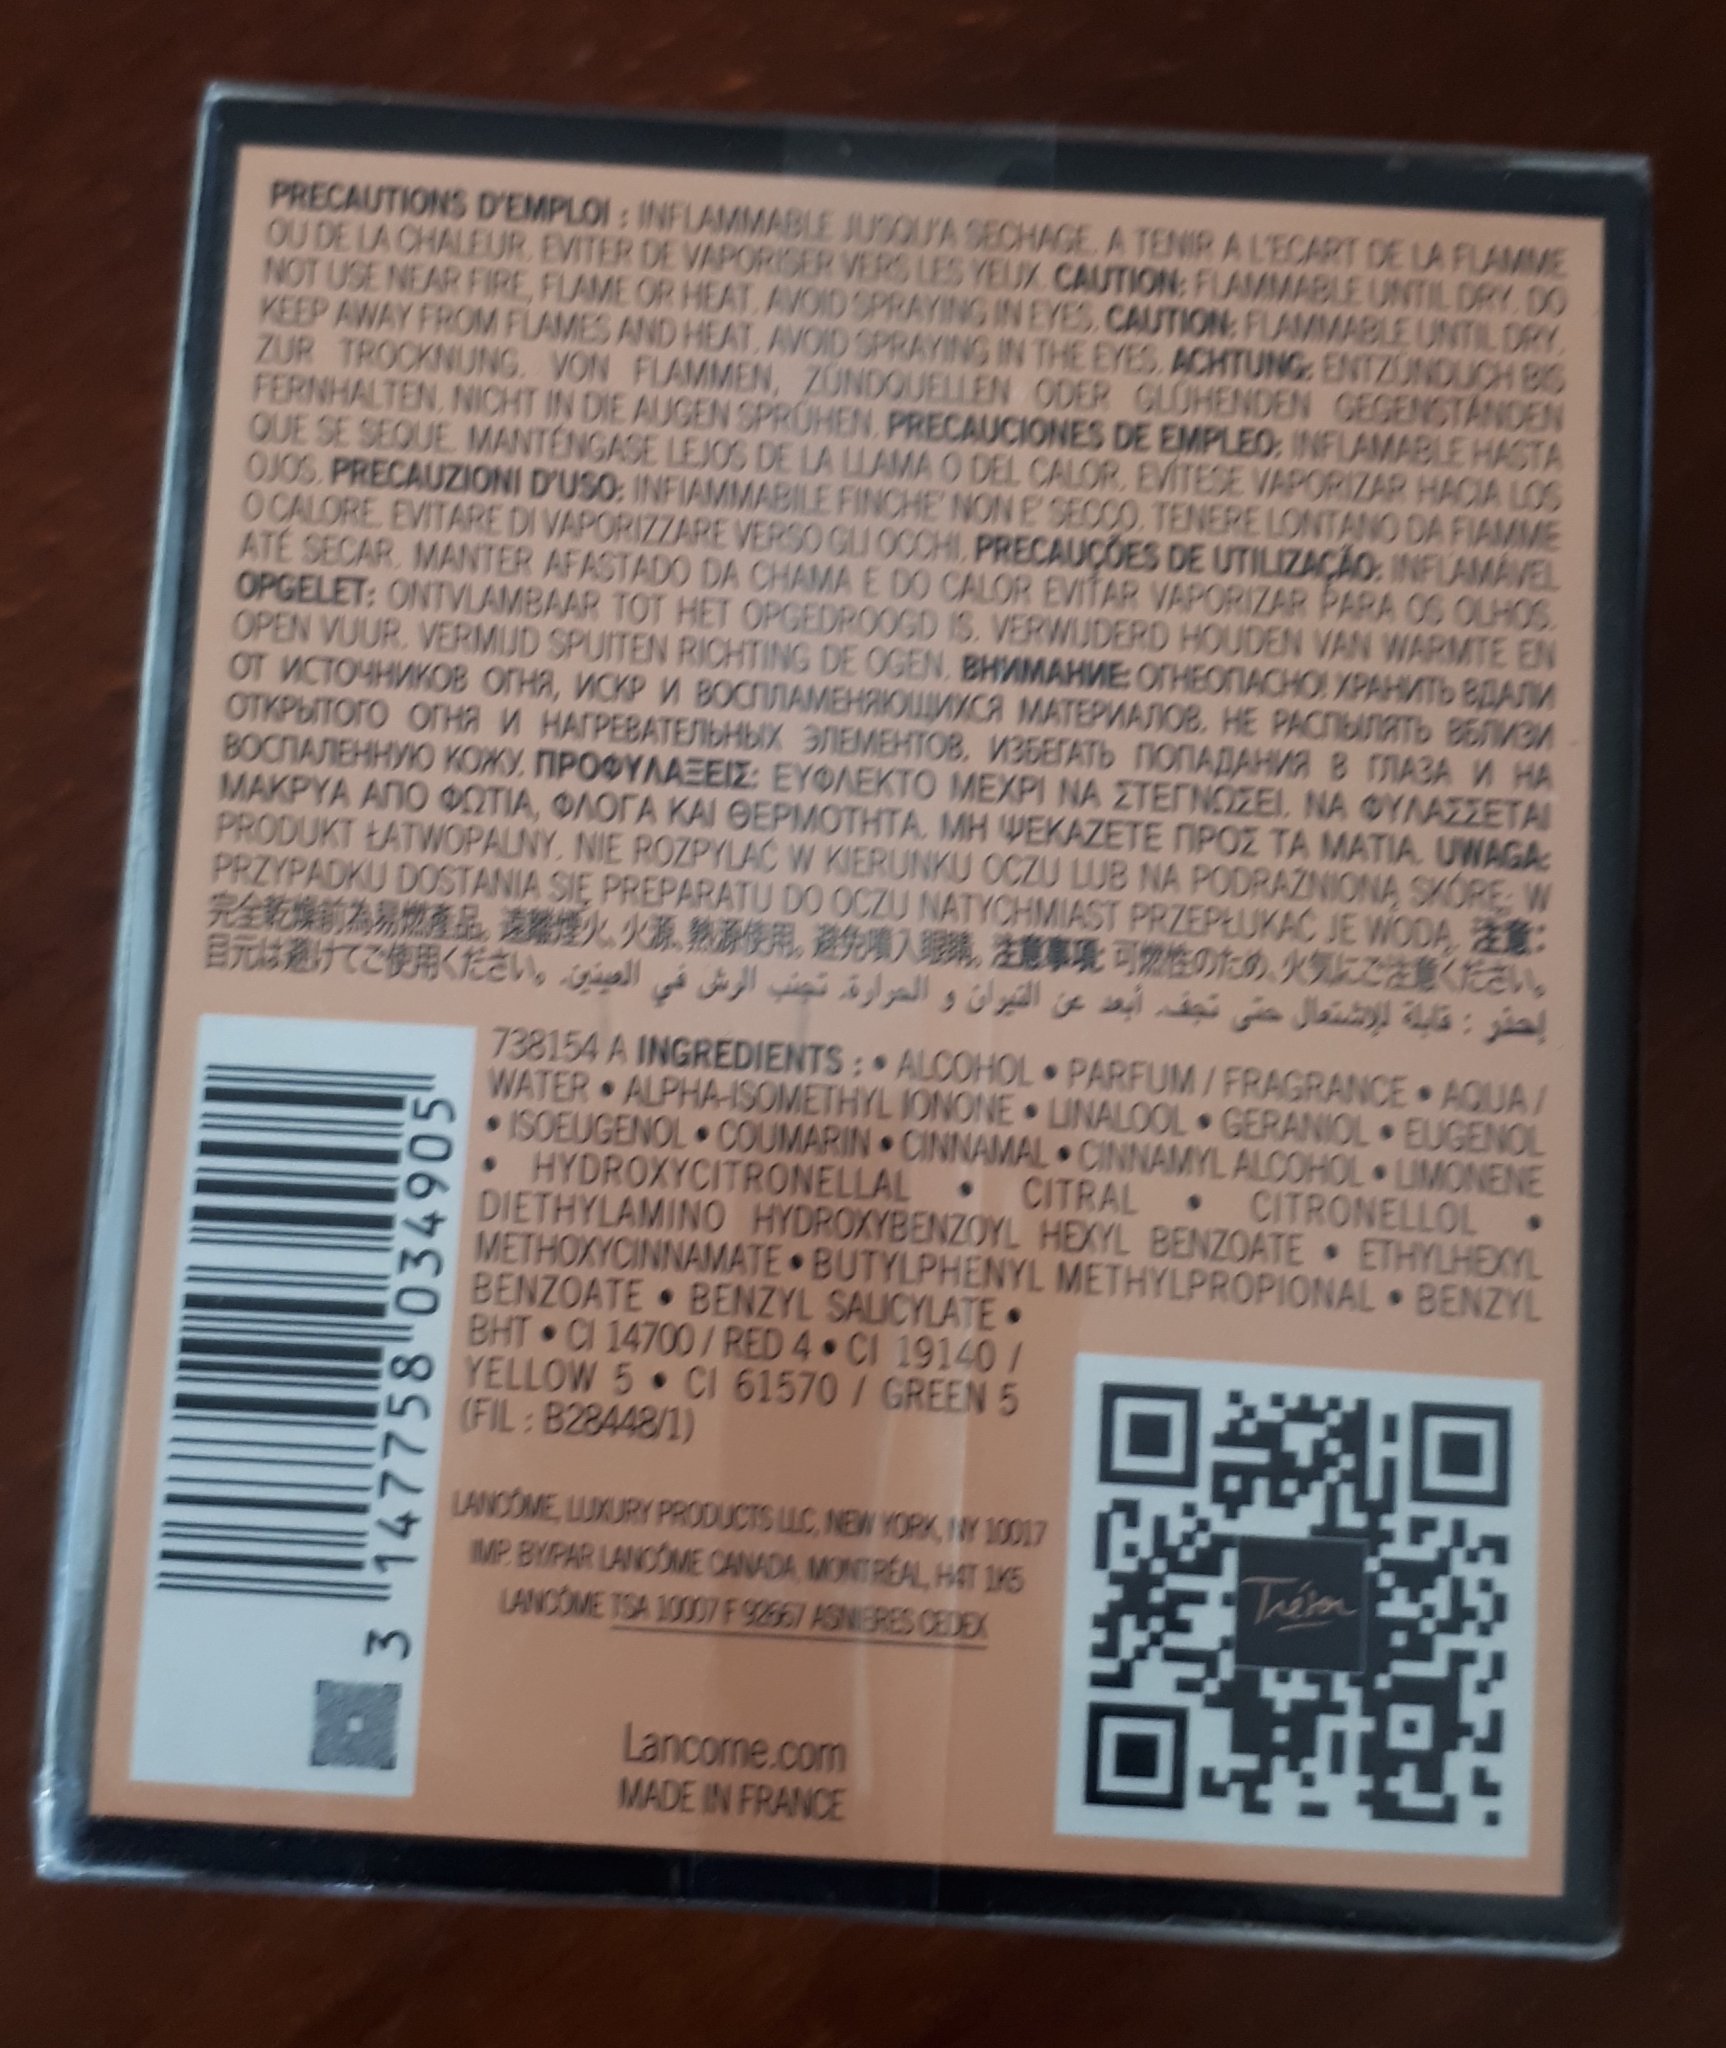 PRECAUTIONS D'EMPLOI : INFLAMMABLE JUSQU'A SECHAGE. A TENIR A L'ECART DE LA FLAMME
OU DE LA CHALEUR. EVITER DE VAPORISER VERS LES YEUX. CAUTION: FLAMMABLE UNTIL DRY. DO
NOT USE NEAR FIRE, FLAME OR HEAT. AVOID SPRAYING IN EYES. CAUTION: FLAMMABLE UNTIL DRY.
KEEP AWAY FROM FLAMES AND HEAT. AVOID SPRAYING IN THE EYES. ACHTUNG: ENTZÜNDLICH BIS
ZUR TROCKNUNG. VON FLAMMEN, ZÜNDQUELLEN ODER GLÜHENDEN GEGENSTÄNDEN
FERNHALTEN. NICHT IN DIE AUGEN SPRÜHEN. PRECAUCIONES DE EMPLEO: INFLAMABLE HASTA
QUE SE SEQUE. MANTÉNGASE LEJOS DE LA LLAMA O DEL CALOR. EVÍTESE VAPORIZAR HACIA LOS
OJOS. PRECAUZIONI D'USO: INFIAMMABILE FINCHE' NON E' SECCO. TENERE LONTANO DA FIAMME
O CALORE. EVITARE DI VAPORIZZARE VERSO GLI OCCHI. PRECAUÇÕES DE UTILIZAÇÃO: INFLAMÁVEL
ATÉ SECAR. MANTER AFASTADO DA CHAMA E DO CALOR EVITAR VAPORIZAR PARA OS OLHOS.
OPGELET: ONTVLAMBAAR TOT HET OPGEDROOGD IS. VERWIJDERD HOUDEN VAN WARMTE EN
OPEN VUUR. VERMIJD SPUITEN RICHTING DE OGEN. ВНИМАНИЕ: ОГНЕОПАСНО! ХРАНИТЬ ВДАЛИ
ОТ ИСТОЧНИКОВ ОГНЯ, ИСКР И ВОСПЛАМЕНЯЮЩИХСЯ МАТЕРИАЛОВ. НЕ РАСПЫЛЯТЬ ВБЛИЗИ
ОТКРЫТОГО ОГНЯ И НАГРЕВАТЕЛЬНЫХ ЭЛЕМЕНТОВ. ИЗБЕГАТЬ ПОПАДАНИЯ В ГЛАЗА И НА
ВОСПАЛЕННУЮ КОЖУ. ΠΡΟΦΥΛΑΞΕΙΣ: ΕΥΦΛΕΚΤΟ ΜΕΧΡΙ ΝΑ ΣΤΕΓΝΩΣΕΙ. ΝΑ ΦΥΛΑΣΣΕΤΑΙ
ΜΑΚΡΥΑ ΑΠΟ ΦΩΤΙΑ, ΦΛΟΓΑ ΚΑΙ ΘΕΡΜΟΤΗΤΑ. ΜΗ ΨΕΚΑΖΕΤΕ ΠΡΟΣ ΤΑ ΜΑΤΙΑ. UWAGA:
PRODUKT ŁATWOPALNY. NIE ROZPYLAĆ W KIERUNKU OCZU LUB NA PODRAŻNIONĄ SKÓRĘ; W
PRZYPADKU DOSTANIA SIĘ PREPARATU DO OCZU NATYCHMIAST PRZEPŁUKAĆ JE WODĄ. 注意:
完全乾燥前為易燃產品。遠離煙火、火源、熱源使用。避免噴入眼睛。注意事項: 可燃性のため、火気にご注意ください。
目元は避けてご使用ください。 إحذر : قابلة للإشتعال حتى تجف. أبعد عن النيران و الحرارة. تجنب الرش في العينين.
738154 A INGREDIENTS : • ALCOHOL • PARFUM / FRAGRANCE • AQUA /
WATER • ALPHA-ISOMETHYL IONONE • LINALOOL • GERANIOL • EUGENOL
• ISOEUGENOL • COUMARIN • CINNAMAL • CINNAMYL ALCOHOL • LIMONENE
• HYDROXYCITRONELLAL • CITRAL • CITRONELLOL •
DIETHYLAMINO HYDROXYBENZOYL HEXYL BENZOATE • ETHYLHEXYL
METHOXYCINNAMATE • BUTYLPHENYL METHYLPROPIONAL • BENZYL
BENZOATE • BENZYL SALICYLATE •
BHT • CI 14700 / RED 4 • CI 19140 /
YELLOW 5 • CI 61570 / GREEN 5
(FIL : B28448/1)
LANCÔME, LUXURY PRODUCTS LLC, NEW YORK, NY 10017
IMP. BY/PAR LANCÔME CANADA, MONTRÉAL, H4T 1K5
LANCÔME TSA 10007 F 92667 ASNIERES CEDEX
Lancome.com
MADE IN FRANCE
3 147758 034905
Trésor